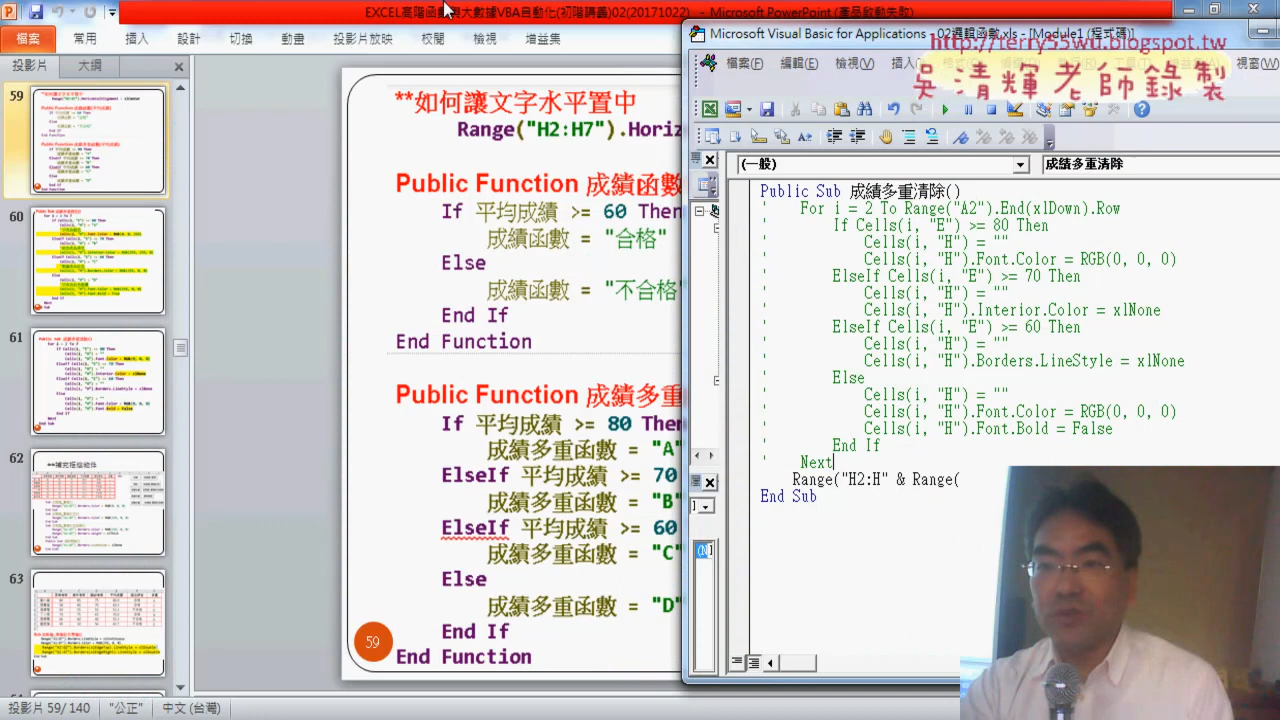 EXCEL高階函數與大數據VBA自動化(初階講義)02(20171022) - Microsoft PowerPoint (產品啟動失敗)
檔案 常用 插入 設計 切換 動畫 投影片放映 校閱 檢視 增益集
投影片 大綱
59
60
61
62
**補充框線物件
63
**如何讓文字水平置中
Range("H2:H7").Horiz
Public Function 成績函數
If 平均成績 >= 60 Then
成績函數 = "合格"
Else
成績函數 = "不合格"
End If
End Function
Public Function 成績多重
If 平均成績 >= 80 Then
成績多重函數 = "A"
ElseIf 平均成績 >= 70
成績多重函數 = "B"
ElseIf 平均成績 >= 60
成績多重函數 = "C"
Else
成績多重函數 = "D"
End If
End Function
59
投影片 59/140 "公正" 中文 (台灣)
Microsoft Visual Basic for Applications - 02邏輯函數.xls - [Module1 (程式碼)]
http://terry55wu.blogspot.tw
吳清輝老師錄製
檔案(F) 編輯(E) 檢視(V) 視窗(W)
(一般) 成績多重清除
Public Sub 成績多重清除()
' For i = 2 To Range("A2").End(xlDown).Row
' If Cells(i, "E") >= 80 Then
' Cells(i, "H") = ""
' Cells(i, "H").Font.Color = RGB(0, 0, 0)
' ElseIf Cells(i, "E") >= 70 Then
' Cells(i, "H") = ""
' Cells(i, "H").Interior.Color = xlNone
' ElseIf Cells(i, "E") >= 60 Then
' Cells(i, "H") = ""
' Cells(i, "H").Borders.LineStyle = xlNone
' Else
' Cells(i, "H") = ""
' Cells(i, "H").Font.Color = RGB(0, 0, 0)
' Cells(i, "H").Font.Bold = False
' End If
' Next
Range("H2:H" & Range(
End Sub